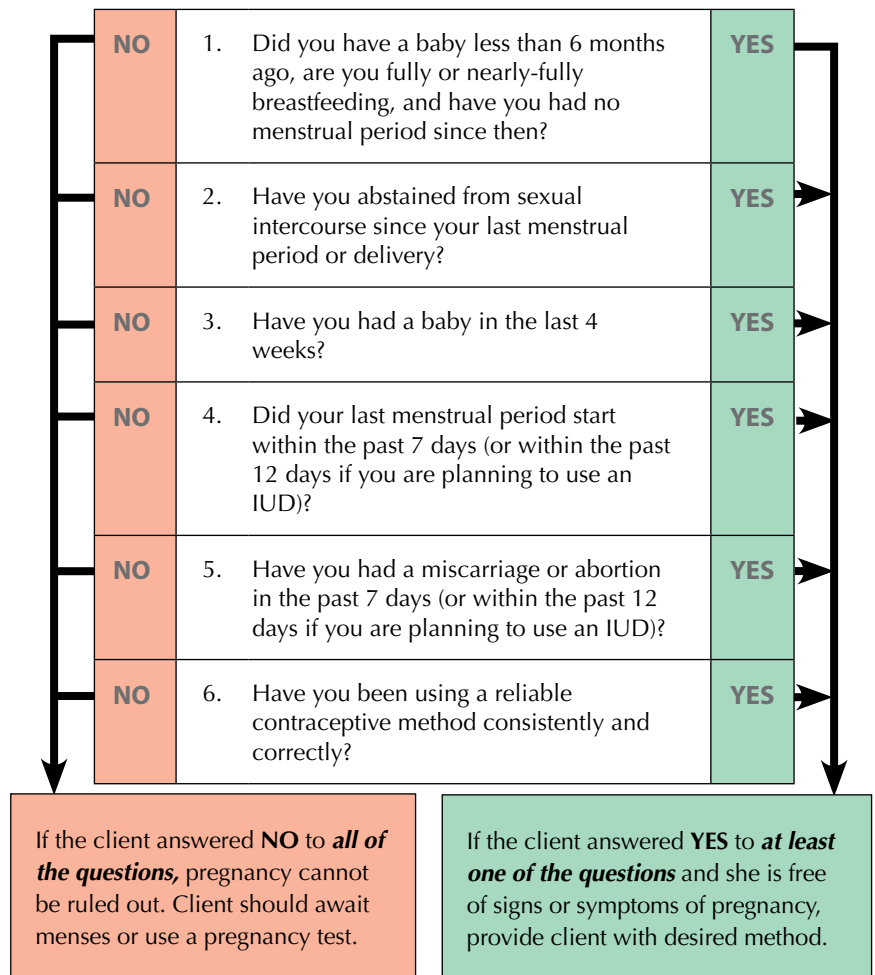 NO 1. Did you have a baby less than 6 months YES
ago, are you fully or nearly-fully
breastfeeding, and have you had no
menstrual period since then?
NO 2. Have you abstained from sexual YES
intercourse since your last menstrual
period or delivery?
NO 3. Have you had a baby in the last 4 YES
weeks?
NO 4. Did your last menstrual period start YES
within the past 7 days (or within the past
12 days if you are planning to use an
IUD)?
NO 5. Have you had a miscarriage or abortion YES
in the past 7 days (or within the past 12
days if you are planning to use an IUD)?
NO 6. Have you been using a reliable YES
contraceptive method consistently and
correctly?
If the client answered NO to all of
the questions, pregnancy cannot
be ruled out. Client should await
menses or use a pregnancy test.
If the client answered YES to at least
one of the questions and she is free
of signs or symptoms of pregnancy,
provide client with desired method.